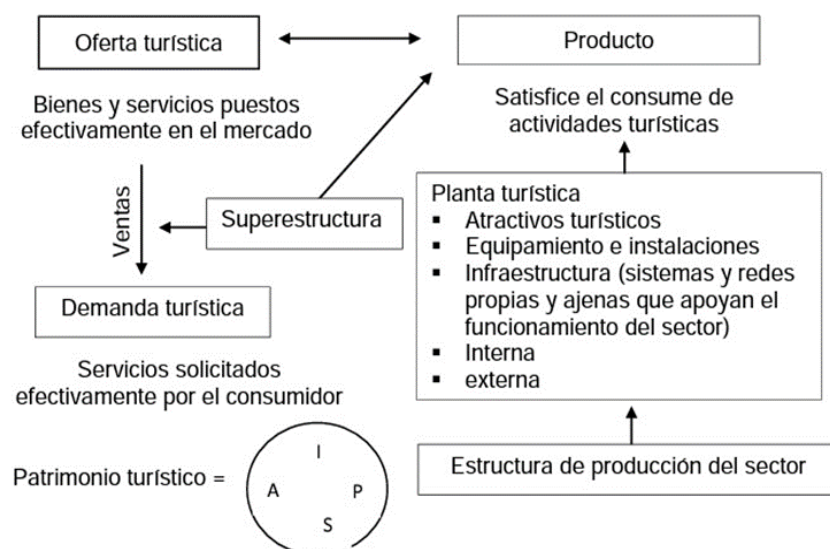 Oferta turística
Producto
Bienes y servicios puestos
efectivamente en el mercado
Satisfice el consume de
actividades turísticas
Ventas
Superestructura
Planta turística
▪ Atractivos turísticos
▪ Equipamiento e instalaciones
▪ Infraestructura (sistemas y redes
propias y ajenas que apoyan el
funcionamiento del sector)
▪ Interna
▪ externa
Demanda turística
Servicios solicitados
efectivamente por el consumidor
Estructura de producción del sector
Patrimonio turístico =
I
A P
S